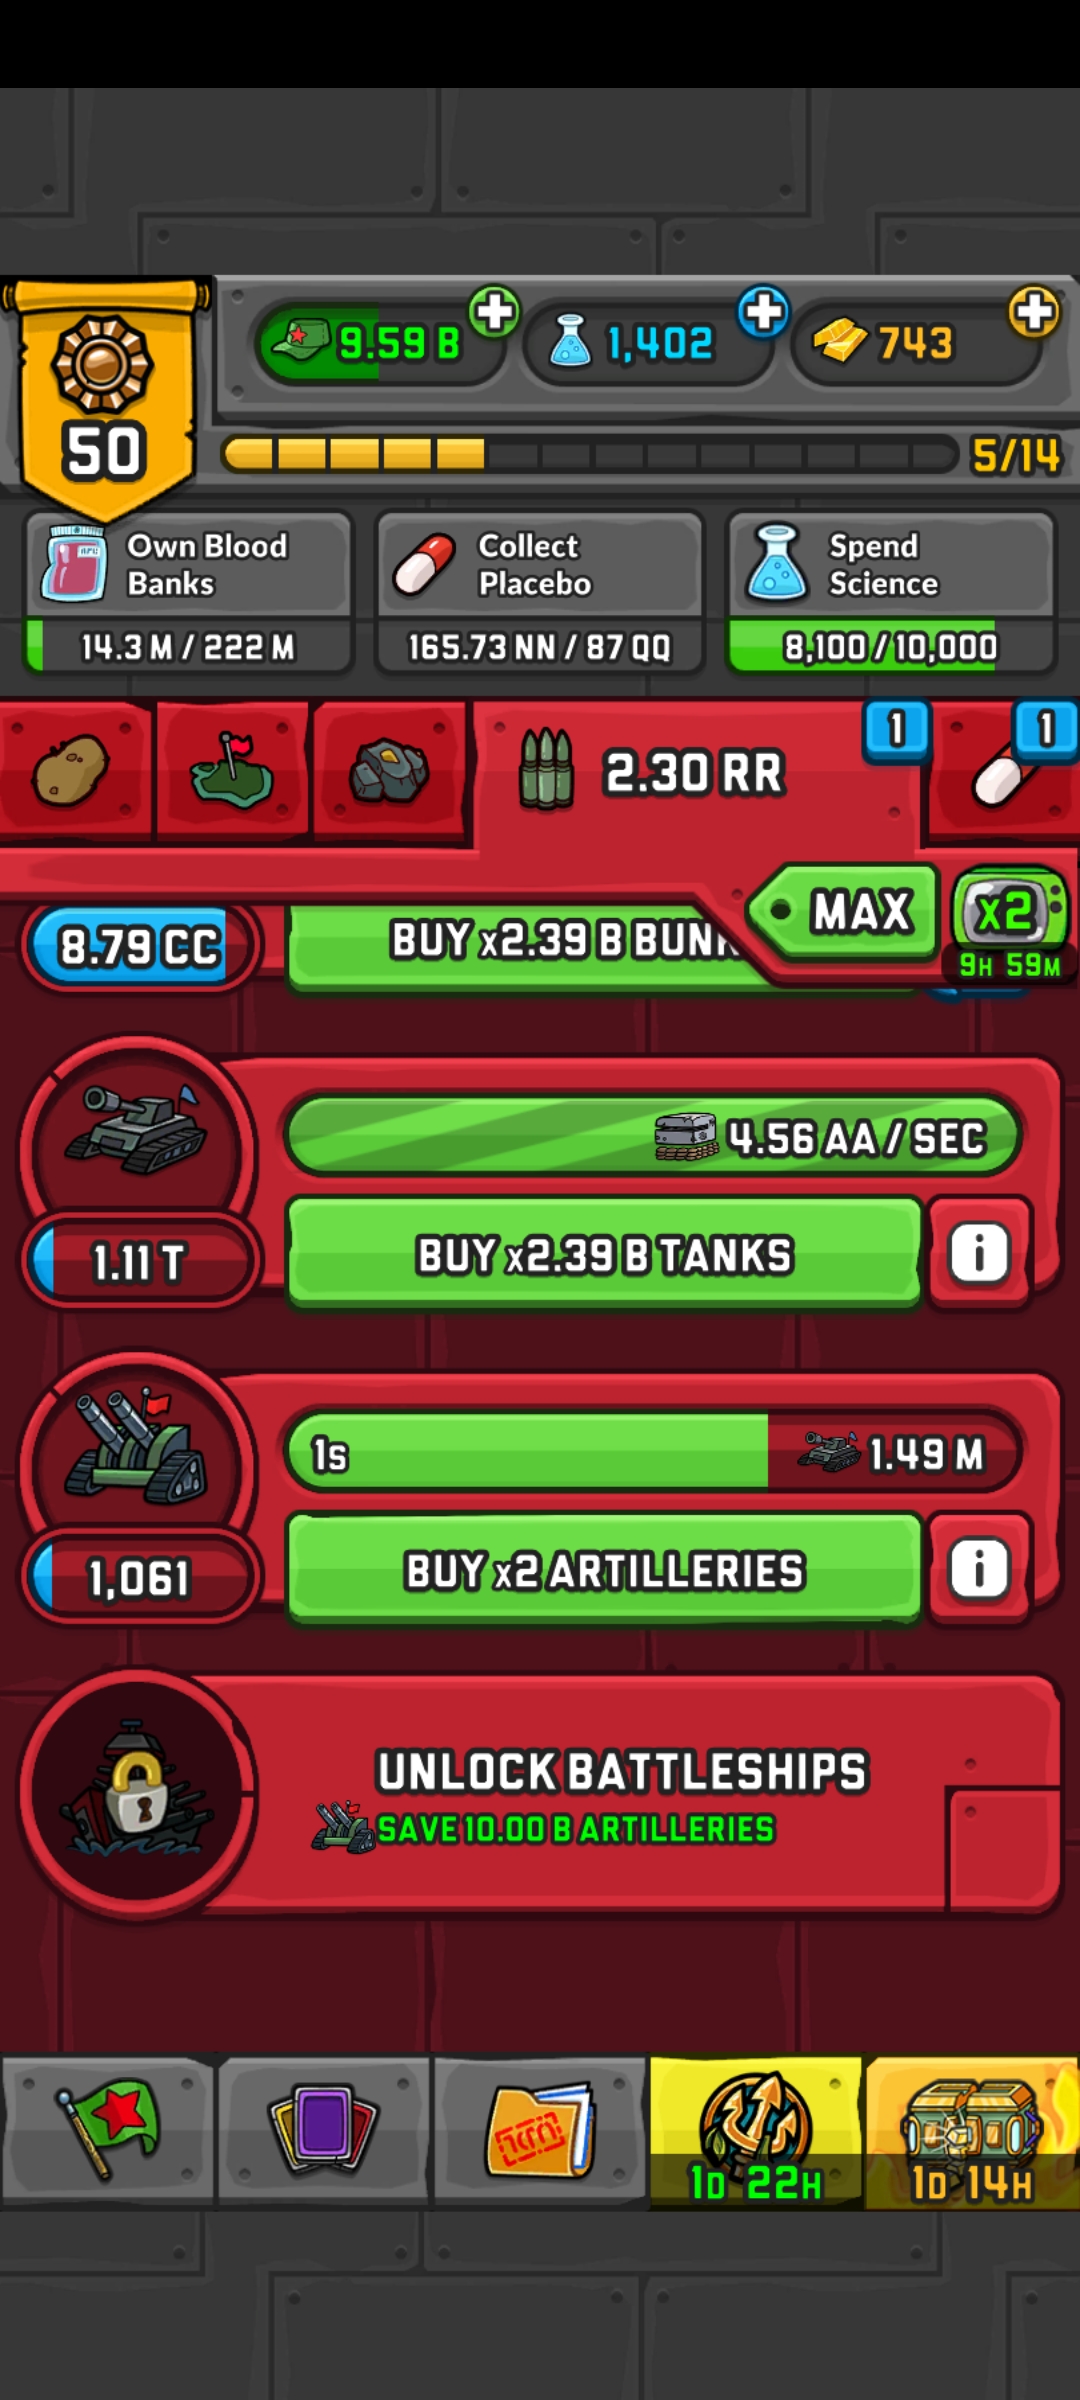 9.59 B
1,402
743
50
5/14
Own Blood
Banks
14.3 M / 222 M
Collect
Placebo
165.73 NN / 87 QQ
Spend
Science
8,100 / 10,000
2.30 RR
1
1
MAX
x2
9H 59M
8.79 CC
BUY x2.39 B BUN
4.56 AA / SEC
1.11 T
BUY x2.39 B TANKS
i
1s
1.49 M
1,061
BUY x2 ARTILLERIES
i
UNLOCK BATTLESHIPS
SAVE 10.00 B ARTILLERIES
1D 22H
1D 14H